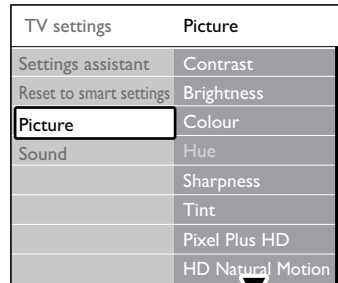 TV settings Picture
Settings assistant Contrast
Reset to smart settings Brightness
Picture Colour
Sound Hue
Sharpness
Tint
Pixel Plus HD
HD Natural Motion